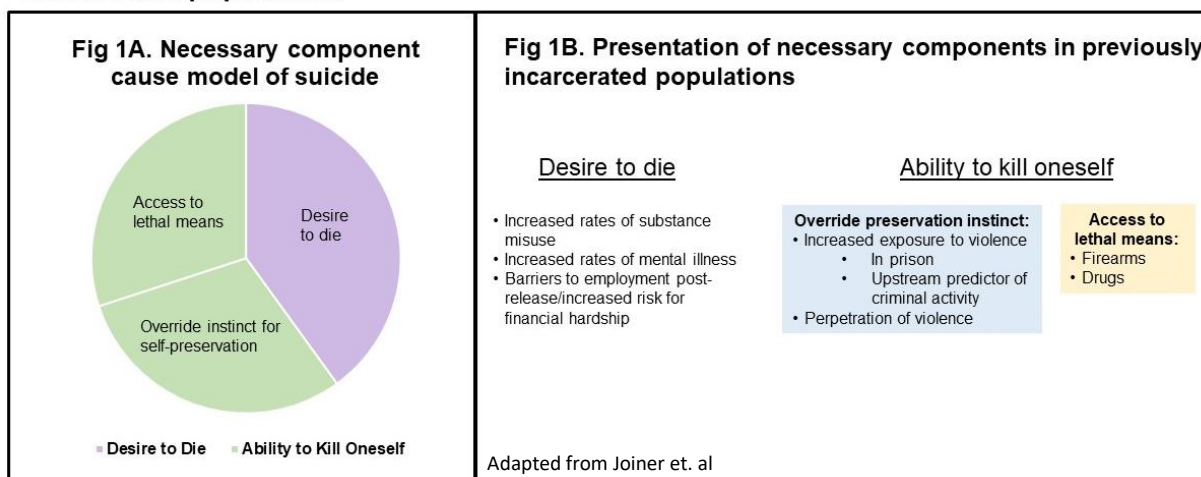 Fig 1A. Necessary component
cause model of suicide
Access to
lethal means
Desire
to die
Override instinct for
self-preservation
Desire to Die
Ability to Kill Oneself
Fig 1B. Presentation of necessary components in previously
incarcerated populations
Desire to die
• Increased rates of substance
misuse
• Increased rates of mental illness
• Barriers to employment post-
release/increased risk for
financial hardship
Ability to kill oneself
Override preservation instinct:
• Increased exposure to violence
• In prison
• Upstream predictor of
criminal activity
• Perpetration of violence
Access to
lethal means:
• Firearms
• Drugs
Adapted from Joiner et. al